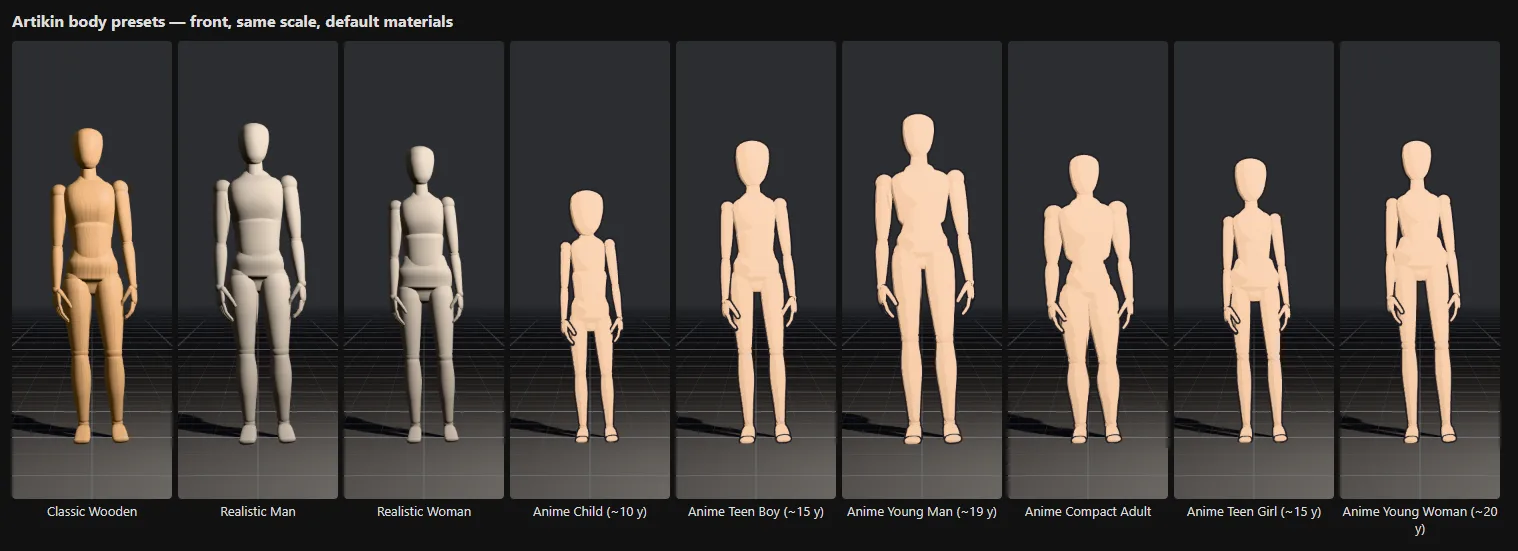 Artikin body presets — front, same scale, default materials
Classic Wooden
Realistic Man
Realistic Woman
Anime Child (~10 y)
Anime Teen Boy (~15 y)
Anime Young Man (~19 y)
Anime Compact Adult
Anime Teen Girl (~15 y)
Anime Young Woman (~20
y)